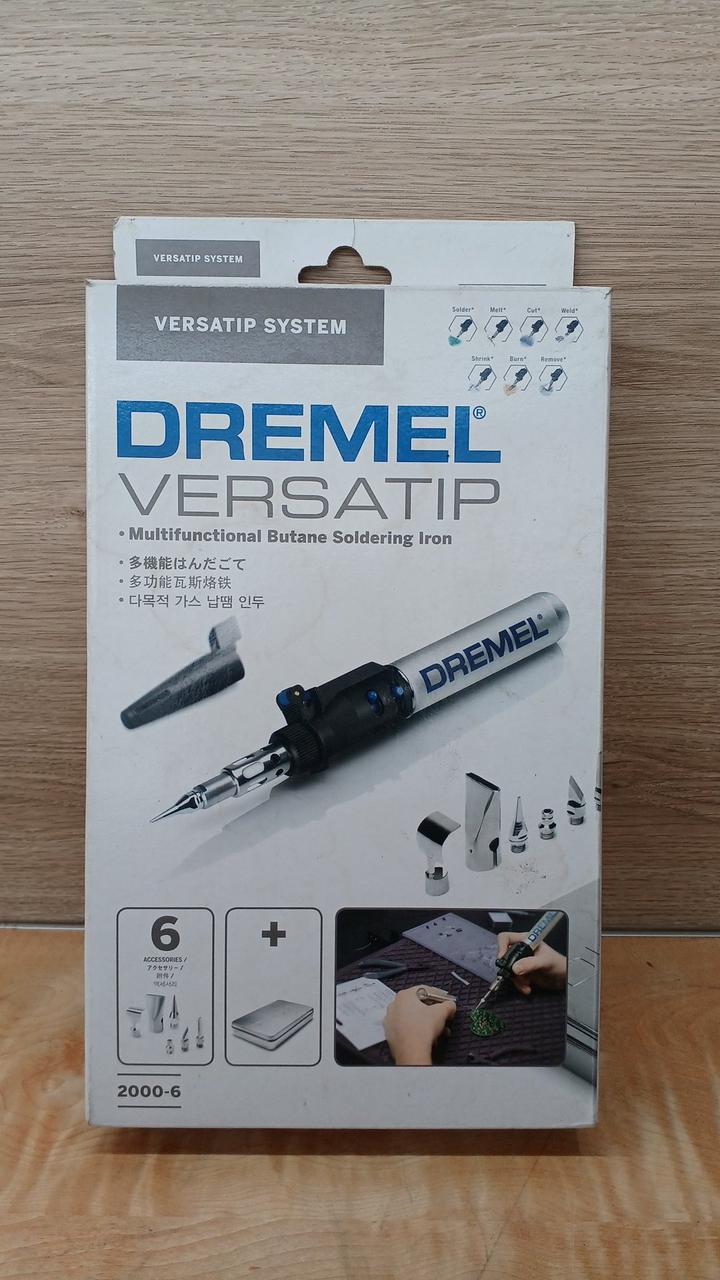 VERSATIP SYSTEM
VERSATIP SYSTEM
Solder* Melt* Cut* Weld*
Shrink* Burn* Remove*
DREMEL®
VERSATIP
• Multifunctional Butane Soldering Iron
• 多機能はんだごて
• 多功能瓦斯烙铁
• 다목적 가스 납땜 인두
DREMEL®
6
ACCESSORIES /
アクセサリー /
附件 /
액세서리
+
DREMEL
2000-6